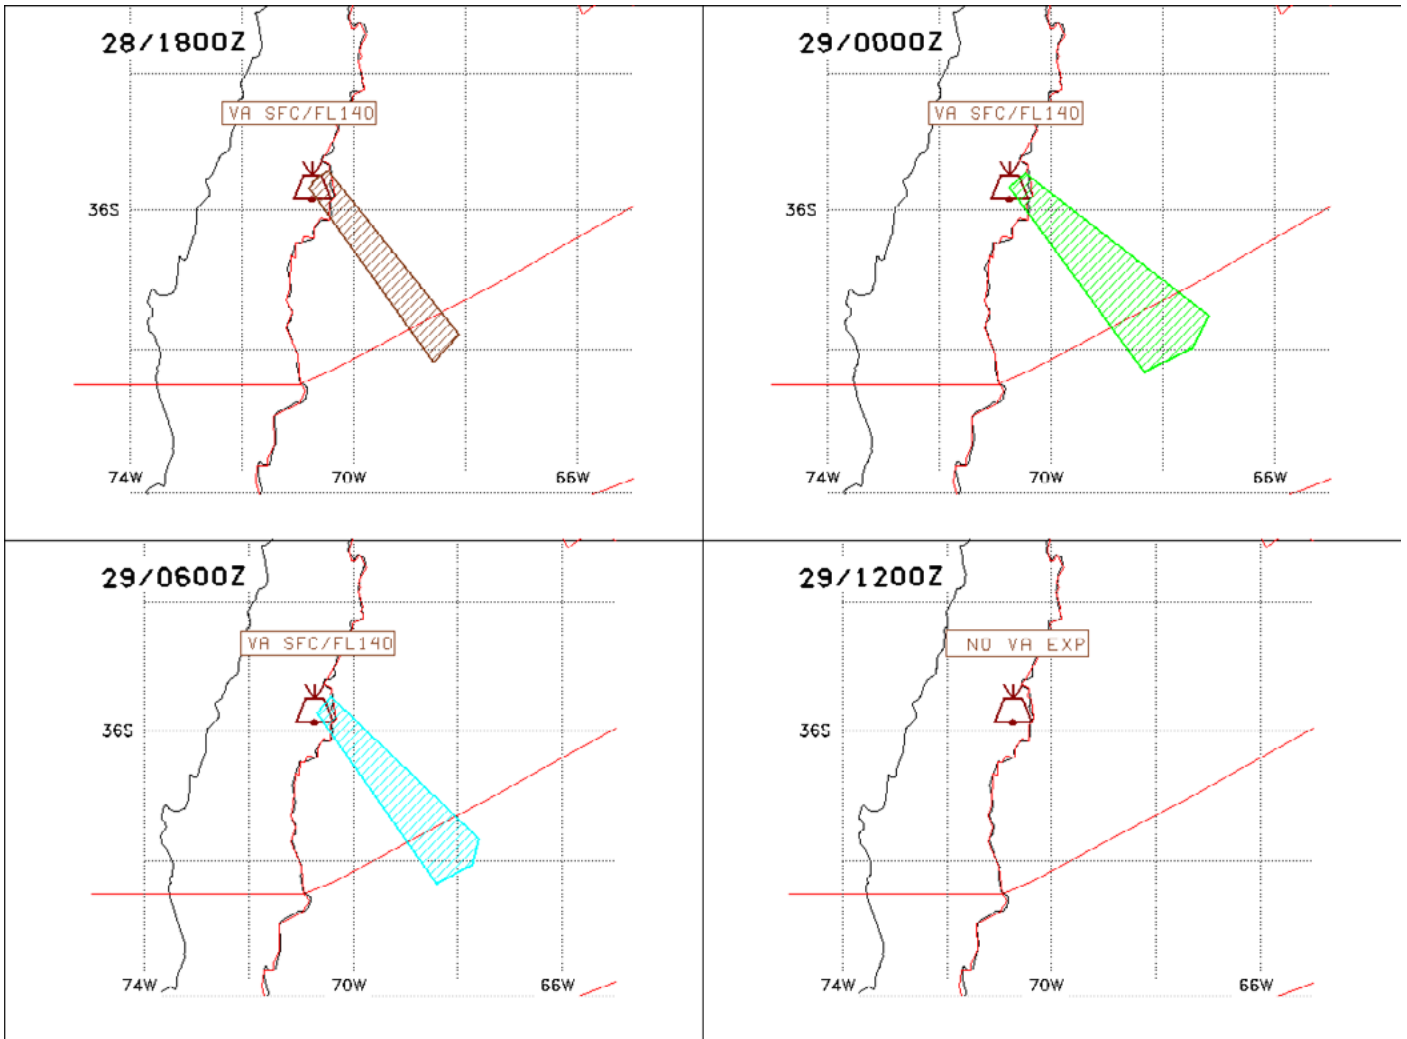 28/1800Z
VA SFC/FL140
36S
74W 70W 66W
29/0000Z
VA SFC/FL140
36S
74W 70W 66W
29/0600Z
VA SFC/FL140
36S
74W 70W 66W
29/1200Z
NO VA EXP
36S
74W 70W 66W